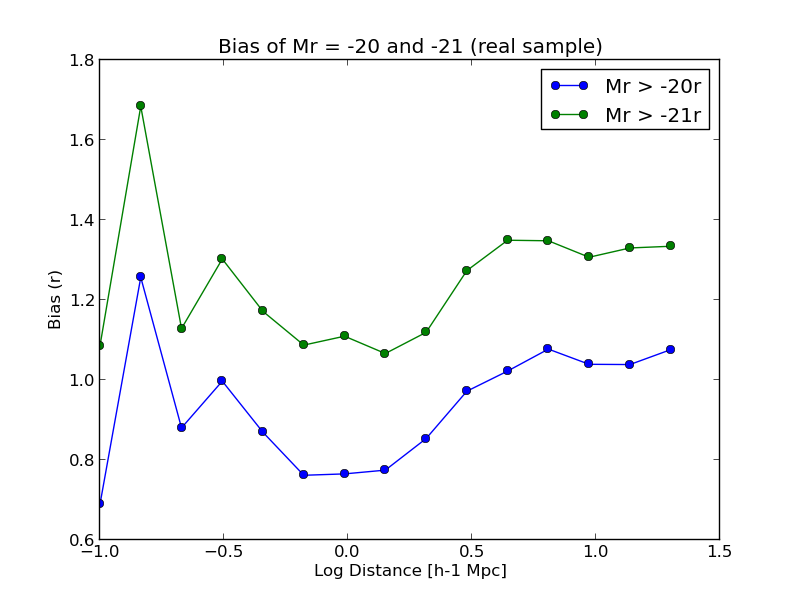 Bias of Mr = -20 and -21 (real sample)
Mr > -20r
Mr > -21r
Bias (r)
1.8
1.6
1.4
1.2
1.0
0.8
0.6
−1.0 −0.5 0.0 0.5 1.0 1.5
Log Distance [h-1 Mpc]